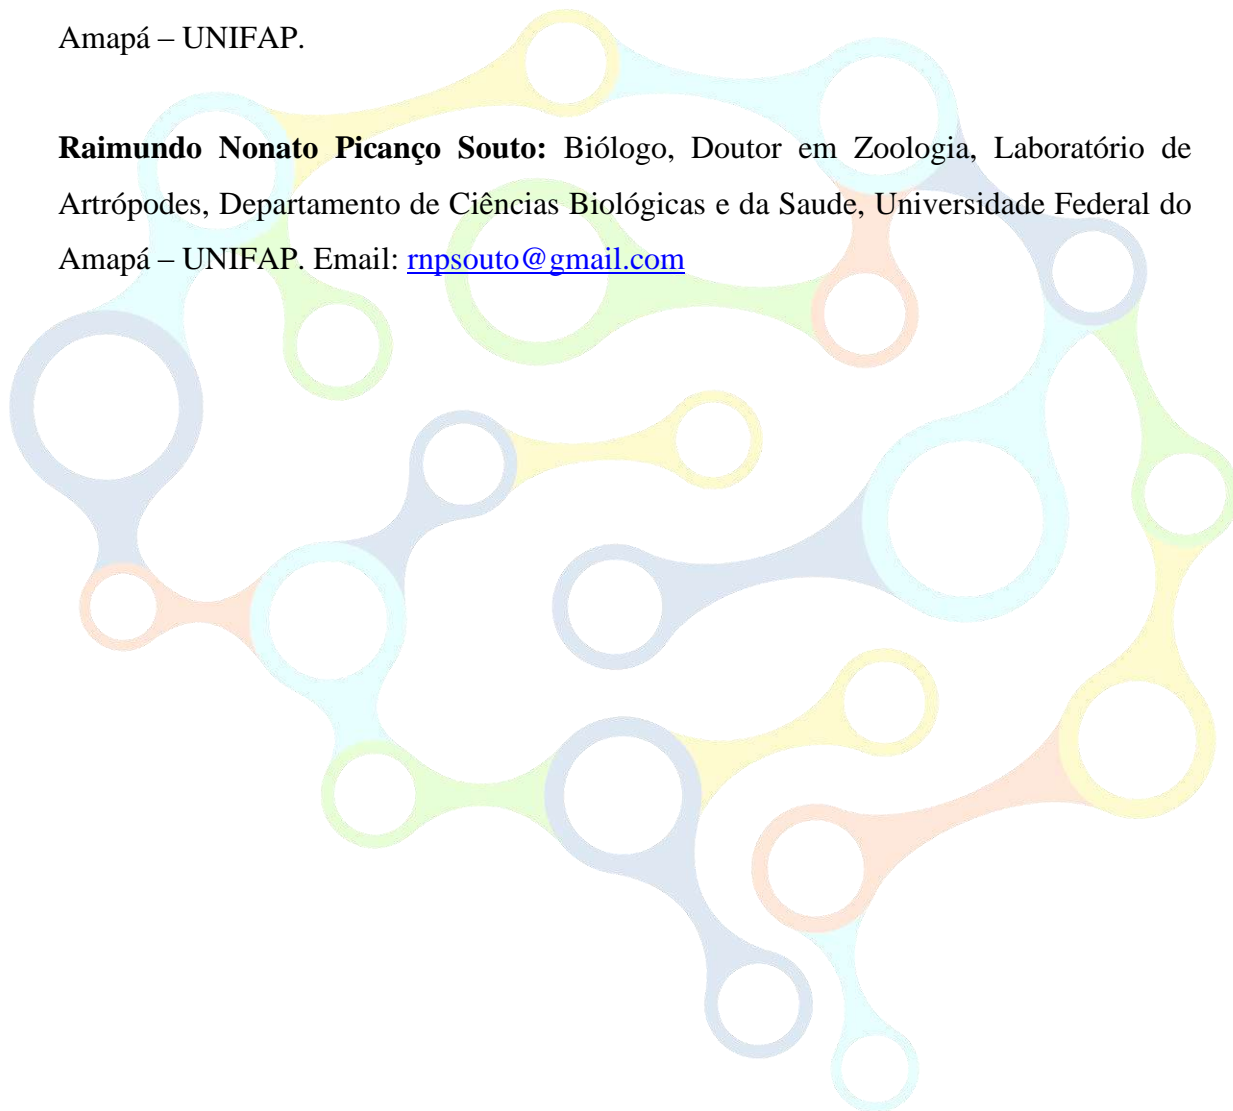 Amapá – UNIFAP.
Raimundo Nonato Picanço Souto: Biólogo, Doutor em Zoologia, Laboratório de
Artrópodes, Departamento de Ciências Biológicas e da Saude, Universidade Federal do
Amapá – UNIFAP. Email: rnpsouto@gmail.com